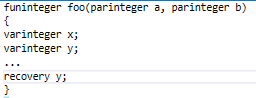 funinteger foo(parinteger a, parinteger b)
{
varinteger x;
varinteger y;
...
recovery y;
}